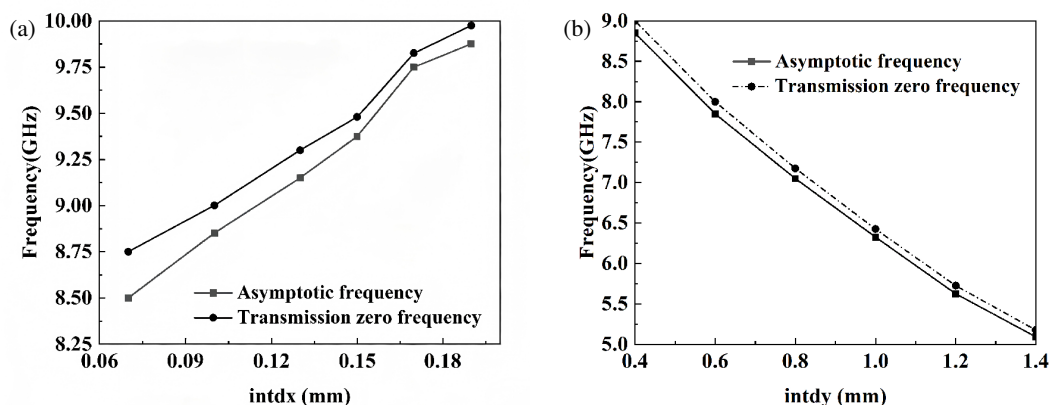 (a)
10.00
9.75
9.50
9.25
9.00
8.75
8.50
8.25
Frequency(GHz)
Asymptotic frequency
Transmission zero frequency
0.06 0.09 0.12 0.15 0.18
intdx (mm)
(b)
9.0
8.5
8.0
7.5
7.0
6.5
6.0
5.5
5.0
Frequency(GHz)
Asymptotic frequency
Transmission zero frequency
0.4 0.6 0.8 1.0 1.2 1.4
intdy (mm)